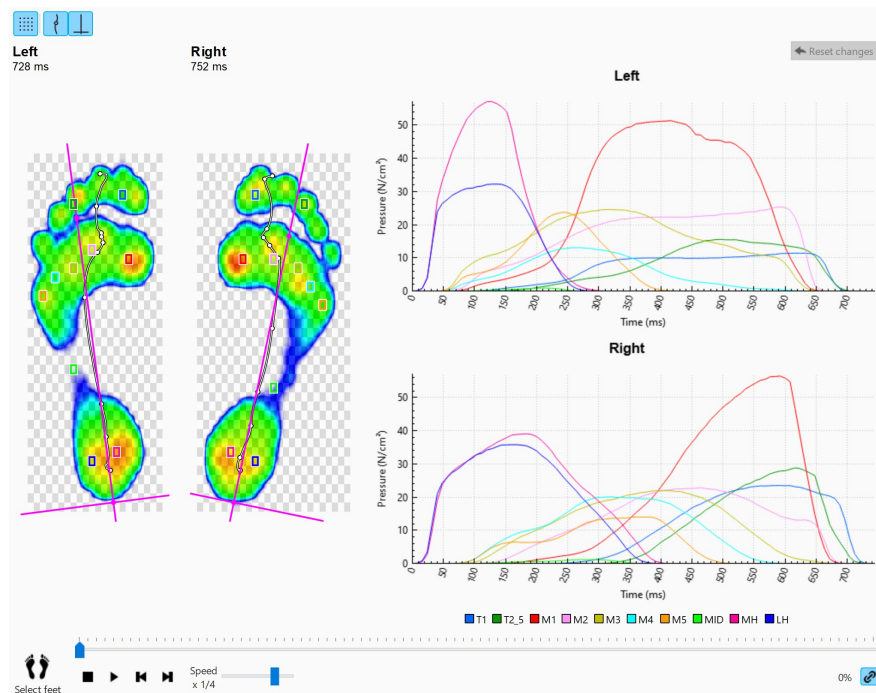 Left
728 ms
Right
752 ms
Reset changes
Left
Pressure (N/cm²)
50
40
30
20
10
0
0
50
100
150
200
250
300
350
400
450
500
550
600
650
700
Time (ms)
Right
Pressure (N/cm²)
50
40
30
20
10
0
0
50
100
150
200
250
300
350
400
450
500
550
600
650
700
Time (ms)
T1 T2_5 M1 M2 M3 M4 M5 MID MH LH
Select feet
Speed
x 1/4
0%